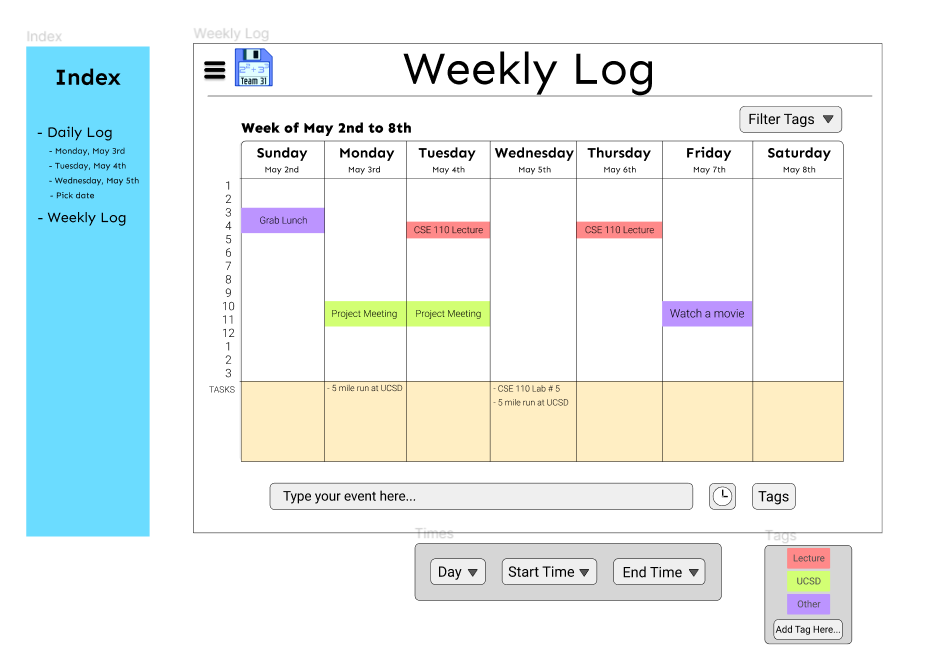 Index
Index
- Daily Log
- Monday, May 3rd
- Tuesday, May 4th
- Wednesday, May 5th
- Pick date
- Weekly Log
Weekly Log
2⁵+3³
Team 31
Weekly Log
Filter Tags
Week of May 2nd to 8th
Sunday Monday Tuesday Wednesday Thursday Friday Saturday
May 2nd May 3rd May 4th May 5th May 6th May 7th May 8th
1
2
3
Grab Lunch
4
CSE 110 Lecture CSE 110 Lecture
5
6
7
8
9
10
Project Meeting Project Meeting Watch a movie
11
12
1
2
3
TASKS - 5 mile run at UCSD - CSE 110 Lab # 5
- 5 mile run at UCSD
Type your event here... Tags
Times
Day Start Time End Time
Tags
Lecture
UCSD
Other
Add Tag Here...